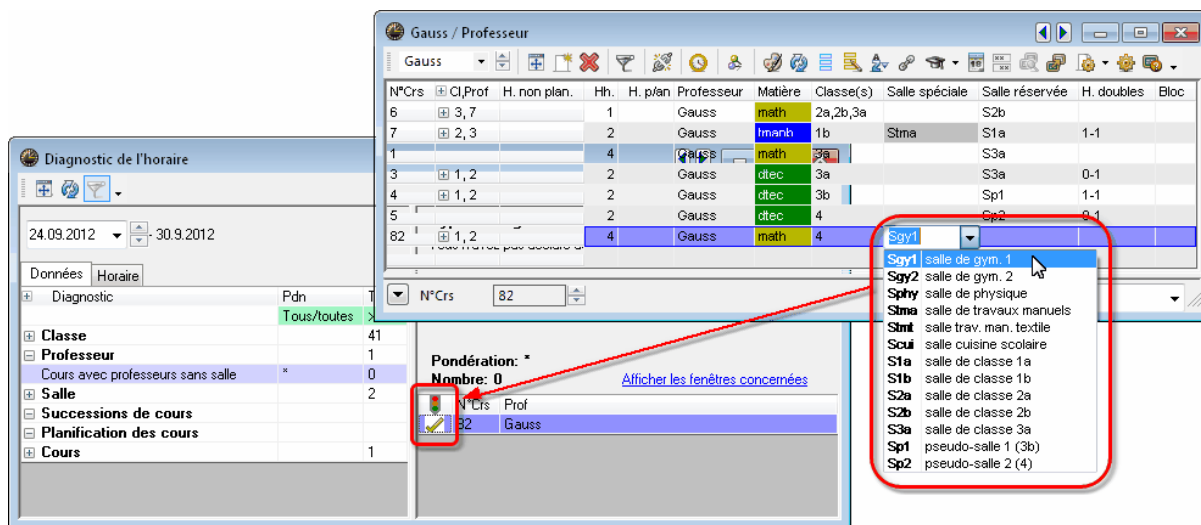 Gauss / Professeur
Gauss
N°Crs Cl,Prof H. non plan. Hh. H. p/an Professeur Matière Classe(s) Salle spéciale Salle réservée H. doubles Bloc
6 3, 7 1 Gauss math 2a,2b,3a S2b
7 2, 3 2 Gauss tmanb 1b Stma S1a 1-1
1 4 Gauss math 3a S3a
3 1, 2 2 Gauss dtec 3a S3a 0-1
4 1, 2 2 Gauss dtec 3b Sp1 1-1
5 2 Gauss dtec 4 Sp2 0-1
82 1, 2 4 Gauss math 4 Sgy1
Sgy1 salle de gym. 1
Sgy2 salle de gym. 2
Sphy salle de physique
Stma salle de travaux manuels
Stmt salle trav. man. textile
Scui salle cuisine scolaire
S1a salle de classe 1a
S1b salle de classe 1b
S2a salle de classe 2a
S2b salle de classe 2b
S3a salle de classe 3a
Sp1 pseudo-salle 1 (3b)
Sp2 pseudo-salle 2 (4)
N°Crs 82
Diagnostic de l'horaire
24.09.2012 - 30.9.2012
Données Horaire
Diagnostic Pdn T
Tous/toutes
Classe 41
Professeur 1
Cours avec professeurs sans salle * 0
Salle 2
Successions de cours
Planification des cours
Cours 1
Pondération: *
Nombre: 0 Afficher les fenêtres concernées
N°Crs Prof
82 Gauss